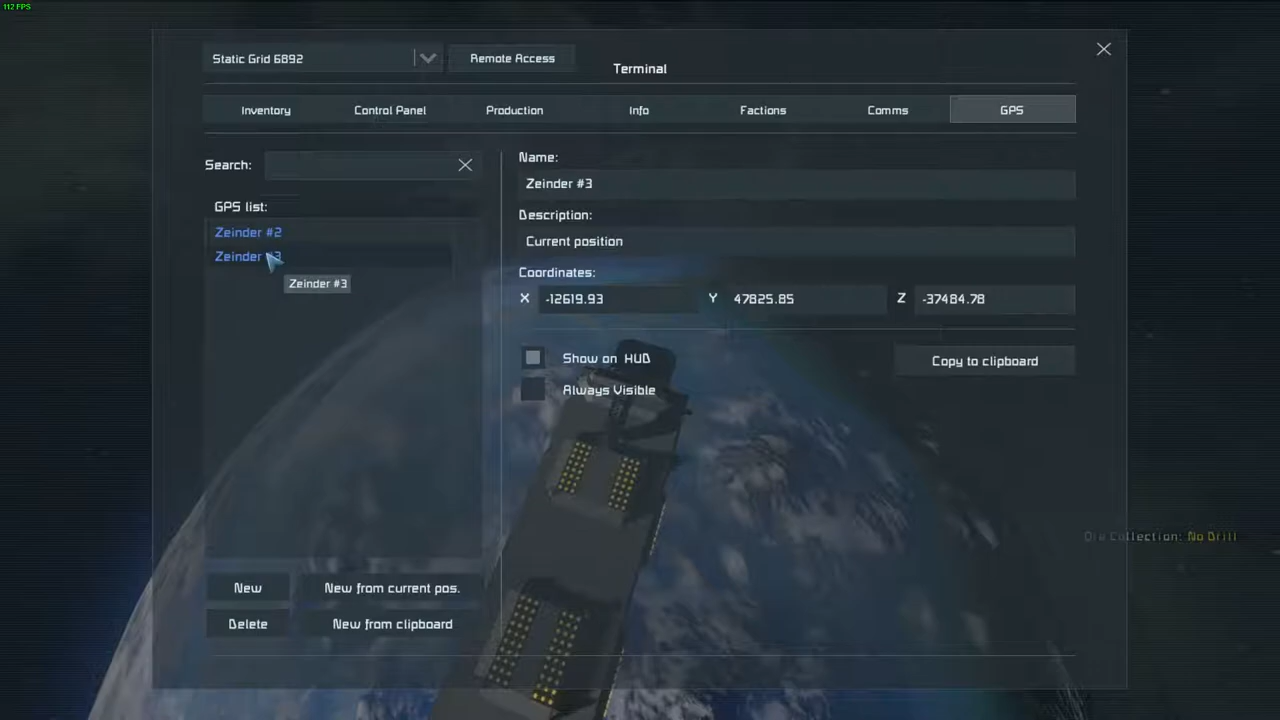 112 FPS
Static Grid 6892
Remote Access
Terminal
Inventory
Control Panel
Production
Info
Factions
Comms
GPS
Search:
GPS list:
Zeinder #2
Zeinder #3
Zeinder #3
Name:
Zeinder #3
Description:
Current position
Coordinates:
X -12619.93 Y 47825.85 Z -37484.78
Show on HUD
Always Visible
Copy to clipboard
Ore Collection: No Drill
New
New from current pos.
Delete
New from clipboard